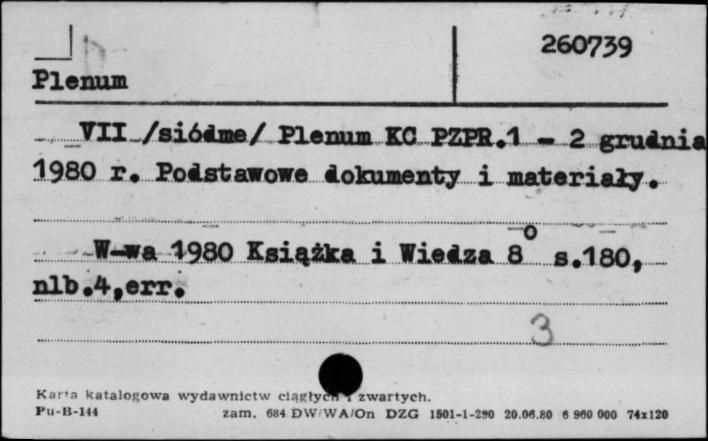 260739
Plenum
VII /siódme/ Plenum KC PZPR.1 - 2 grudnia
1980 r. Podstawowe dokumenty i materiały.
W-wa 1980 Książka i Wiedza 8° s.180,
nlb.4,err.
3
Karta katalogowa wydawnictw ciągłych i zwartych.
Pu-B-144 zam. 684 DW/WA/On DZG 1501-1-290 20.06.80 6 960 000 74x120